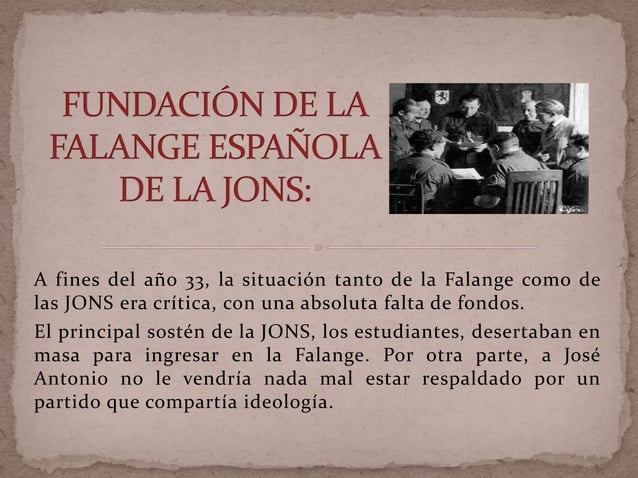 FUNDACIÓN DE LA
FALANGE ESPAÑOLA
DE LA JONS:
A fines del año 33, la situación tanto de la Falange como de
las JONS era crítica, con una absoluta falta de fondos.
El principal sostén de la JONS, los estudiantes, desertaban en
masa para ingresar en la Falange. Por otra parte, a José
Antonio no le vendría nada mal estar respaldado por un
partido que compartía ideología.